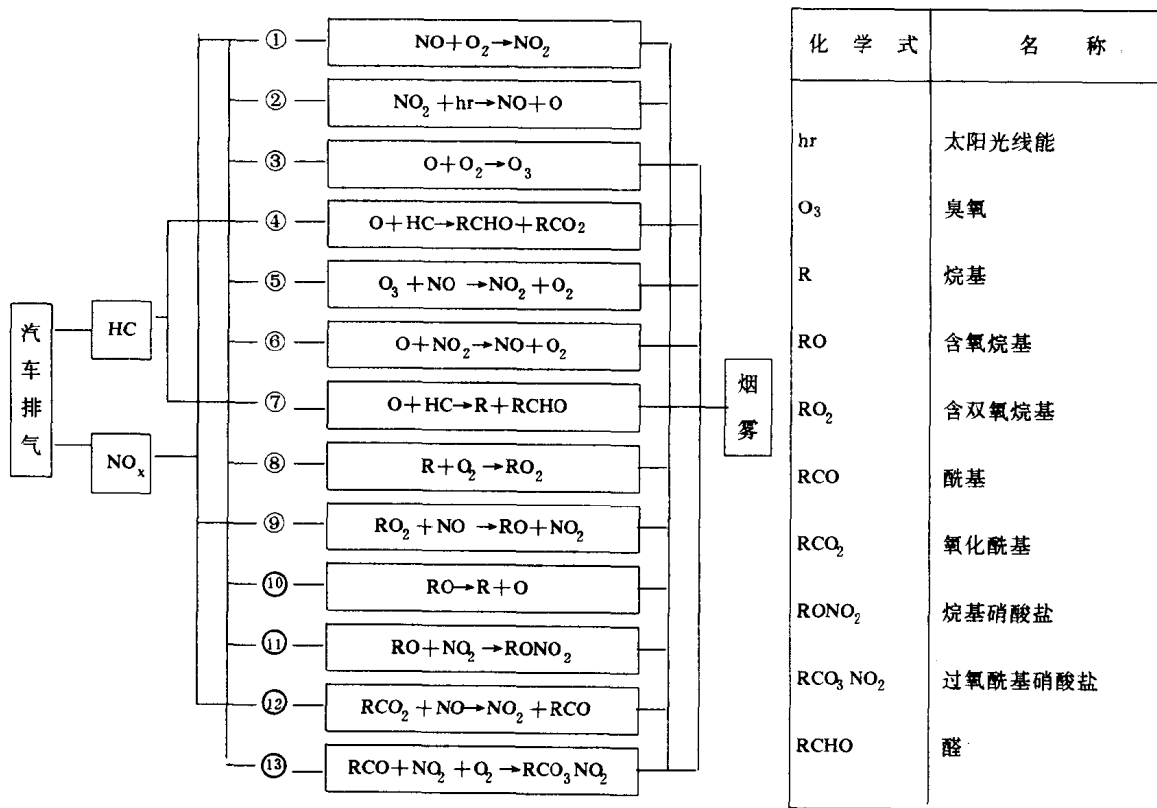 汽车排气
HC
NOₓ
① NO+O₂→NO₂
② NO₂+hr→NO+O
③ O+O₂→O₃
④ O+HC→RCHO+RCO₂
⑤ O₃+NO →NO₂+O₂
⑥ O+NO₂→NO+O₂
⑦ O+HC→R+RCHO
⑧ R+O₂→RO₂
⑨ RO₂+NO →RO+NO₂
⑩ RO→R+O
⑪ RO+NO₂→RONO₂
⑫ RCO₂+NO→NO₂+RCO
⑬ RCO+NO₂+O₂→RCO₃NO₂
烟雾
化学式 名称
hr 太阳光线能
O₃ 臭氧
R 烷基
RO 含氧烷基
RO₂ 含双氧烷基
RCO 酰基
RCO₂ 氧化酰基
RONO₂ 烷基硝酸盐
RCO₃NO₂ 过氧酰基硝酸盐
RCHO 醛